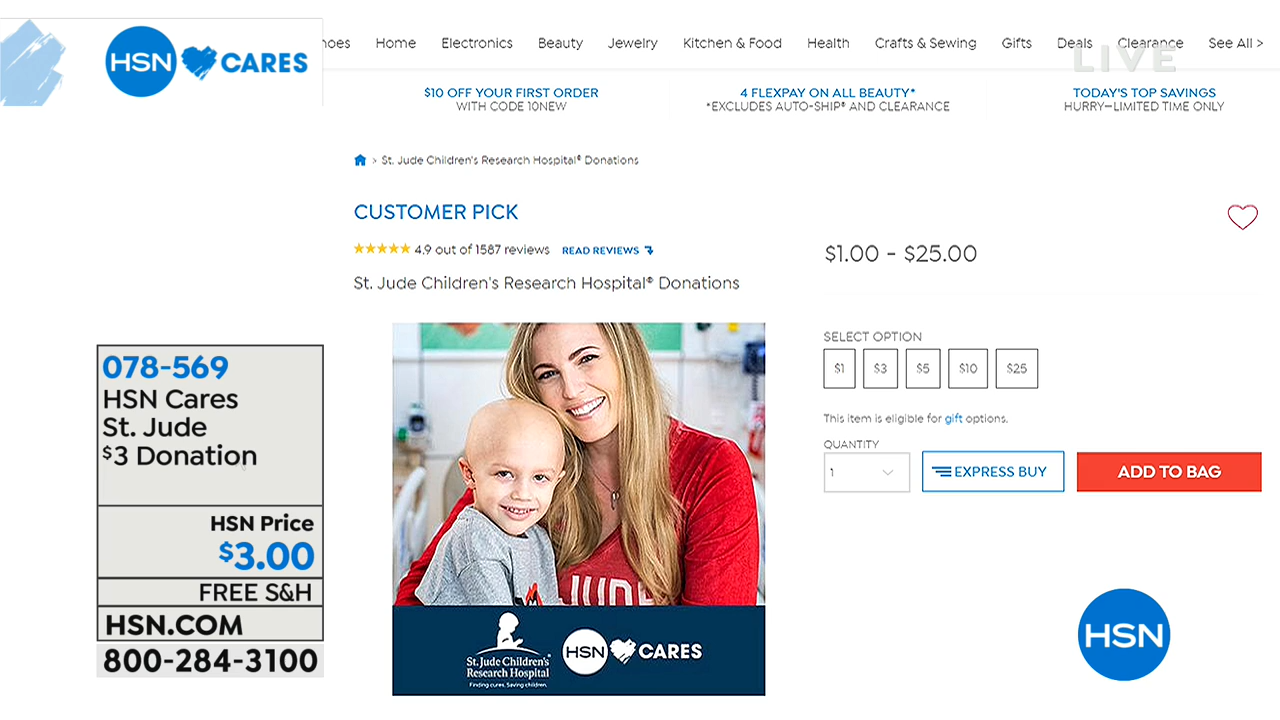 HSN CARES
hoes Home Electronics Beauty Jewelry Kitchen & Food Health Crafts & Sewing Gifts Deals Clearance See All >
LIVE
$10 OFF YOUR FIRST ORDER
WITH CODE 10NEW
4 FLEXPAY ON ALL BEAUTY*
*EXCLUDES AUTO-SHIP® AND CLEARANCE
TODAY'S TOP SAVINGS
HURRY—LIMITED TIME ONLY
> St. Jude Children's Research Hospital® Donations
CUSTOMER PICK
4.9 out of 1587 reviews READ REVIEWS
St. Jude Children's Research Hospital® Donations
$1.00 - $25.00
SELECT OPTION
$1 $3 $5 $10 $25
This item is eligible for gift options.
QUANTITY
1
EXPRESS BUY
ADD TO BAG
078-569
HSN Cares
St. Jude
$3 Donation
HSN Price
$3.00
FREE S&H
HSN.COM
800-284-3100
JUDE
St. Jude Children's
Research Hospital
Finding cures. Saving children.
HSN CARES
HSN